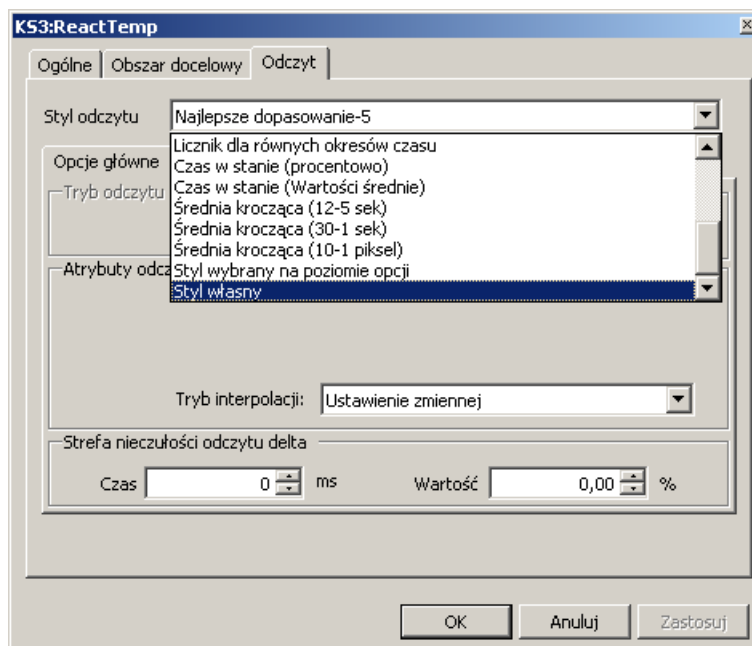 KS3:ReactTemp
Ogólne Obszar docelowy Odczyt
Styl odczytu Najlepsze dopasowanie-5
Licznik dla równych okresów czasu
Opcje główne Czas w stanie (procentowo)
Tryb odczytu Czas w stanie (Wartości średnie)
Średnia krocząca (12-5 sek)
Średnia krocząca (30-1 sek)
Średnia krocząca (10-1 piksel)
Atrybuty odcz Styl wybrany na poziomie opcji
Styl własny
Tryb interpolacji: Ustawienie zmiennej
Strefa nieczułości odczytu delta
Czas 0 ms Wartość 0,00 %
OK Anuluj Zastosuj